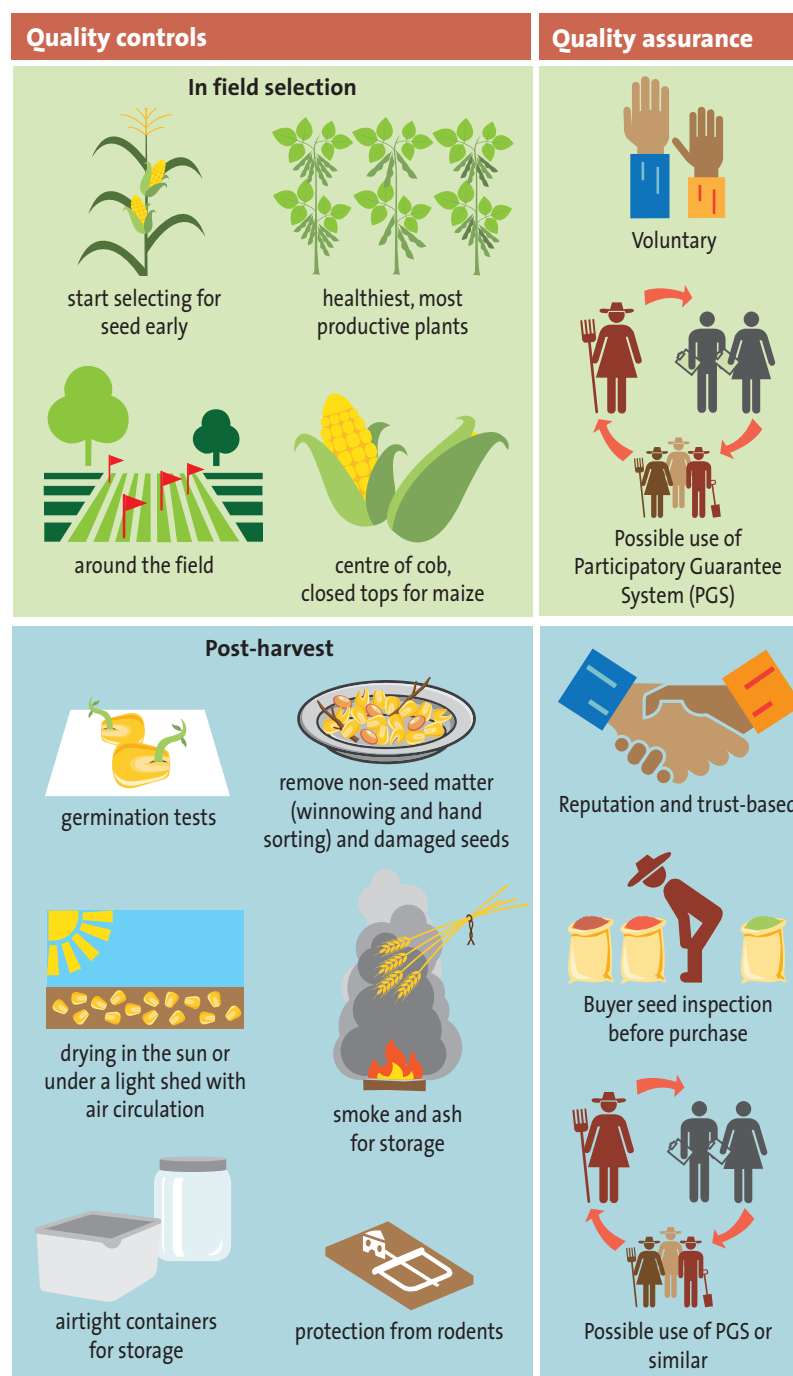 Quality controls
Quality assurance
In field selection
start selecting for
seed early
healthiest, most
productive plants
around the field
centre of cob,
closed tops for maize
Voluntary
Possible use of
Participatory Guarantee
System (PGS)
Post-harvest
germination tests
remove non-seed matter
(winnowing and hand
sorting) and damaged seeds
drying in the sun or
under a light shed with
air circulation
smoke and ash
for storage
airtight containers
for storage
protection from rodents
Reputation and trust-based
Buyer seed inspection
before purchase
Possible use of PGS or
similar